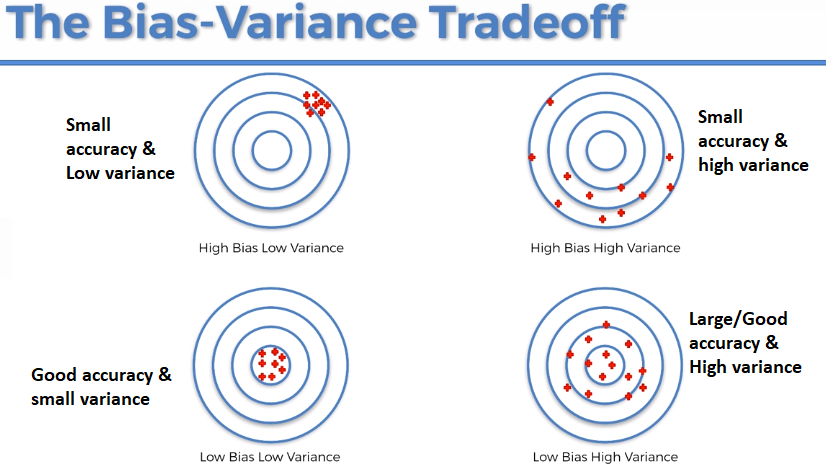 The Bias-Variance Tradeoff
Small
accuracy &
Low variance
High Bias Low Variance
Small
accuracy &
high variance
High Bias High Variance
Good accuracy &
small variance
Low Bias Low Variance
Large/Good
accuracy &
High variance
Low Bias High Variance